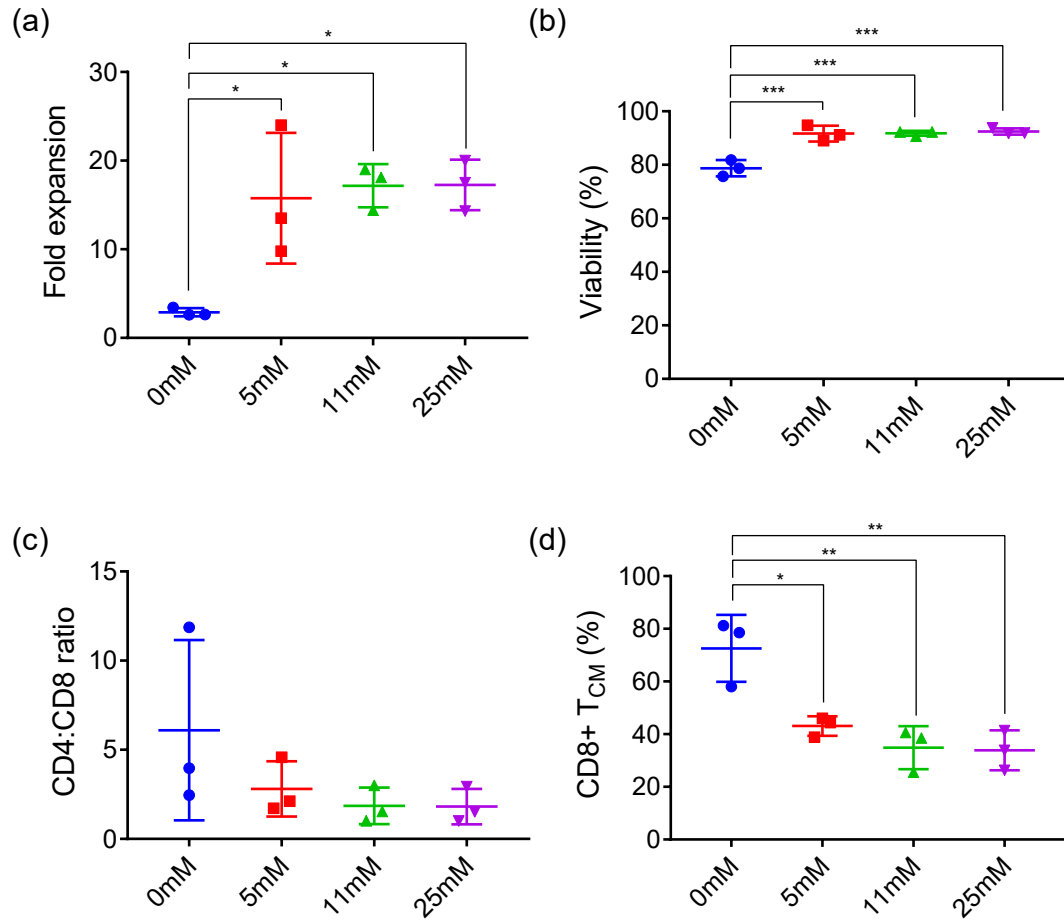 (a)
*
*
*
Fold expansion
30
20
10
0
0mM
5mM
11mM
25mM
(b)
***
***
***
Viability (%)
100
80
60
40
20
0
0mM
5mM
11mM
25mM
(c)
CD4:CD8 ratio
15
10
5
0
0mM
5mM
11mM
25mM
(d)
**
**
*
CD8+ TCM (%)
100
80
60
40
20
0
0mM
5mM
11mM
25mM